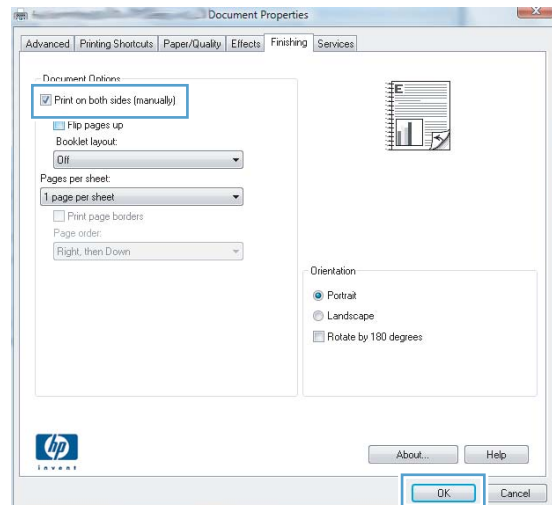 Document Properties
Advanced Printing Shortcuts Paper/Quality Effects Finishing Services
Document Options
Print on both sides (manually)
Flip pages up
Booklet layout:
Off
Pages per sheet:
1 page per sheet
Print page borders
Page order:
Right, then Down
E
Orientation
Portrait
Landscape
Rotate by 180 degrees
hp
invent
About... Help
OK Cancel